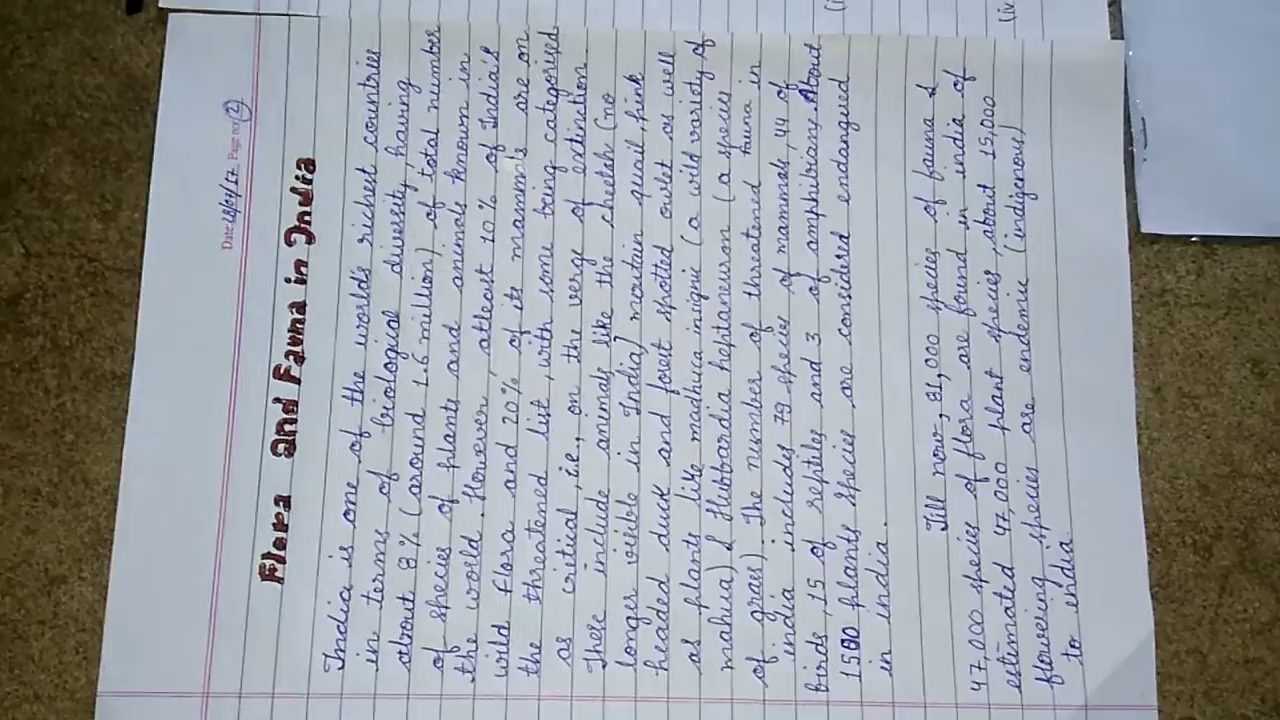 Date 28/04/17 Page no 2
Flora and Fauna in India
India is one of the world's richest countries
in terms of biological diversity, having
about 8% (around 1.6 million) of total number
of species of plants and animals known in
the world. However, atleast 10% of India's
wild flora and 20% of its mammals are on
the threatened list, with some being categorised
as critical, i.e, on the verg of extinction.
These include animals like the cheetah (no
longer visible in India) mountain quail, pink
headed duck and forest spotted owlet as well
as plants like madhuca insignic (a wild variety of
mahua) & Hubbardia heptaneuron (a species
of grass). The number of threatened fauna in
india includes 79 species of mammals, 44 of
birds, 15 of reptiles and 3 of amphibians. About
1500 plants species are considered endangued
in india.
Till now, 81,000 species of fauna &
47,000 species of flora are found in india of
estimated 47,000 plant species, about 15,000
flowering species are endemic (indigenous)
to india
(i
(iv